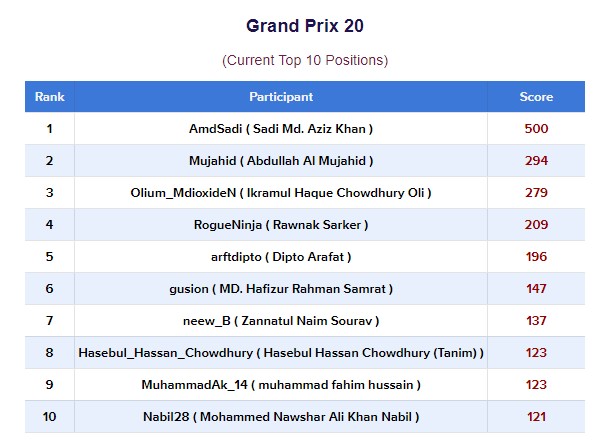 Grand Prix 20
(Current Top 10 Positions)
Rank Participant Score
1 AmdSadi ( Sadi Md. Aziz Khan ) 500
2 Mujahid ( Abdullah Al Mujahid ) 294
3 Olium_MdioxideN ( Ikramul Haque Chowdhury Oli ) 279
4 RogueNinja ( Rawnak Sarker ) 209
5 arftdipto ( Dipto Arafat ) 196
6 gusion ( MD. Hafizur Rahman Samrat ) 147
7 neew_B ( Zannatul Naim Sourav ) 137
8 Hasebul_Hassan_Chowdhury ( Hasebul Hassan Chowdhury (Tanim) ) 123
9 MuhammadAk_14 ( muhammad fahim hussain ) 123
10 Nabil28 ( Mohammed Nawshar Ali Khan Nabil ) 121